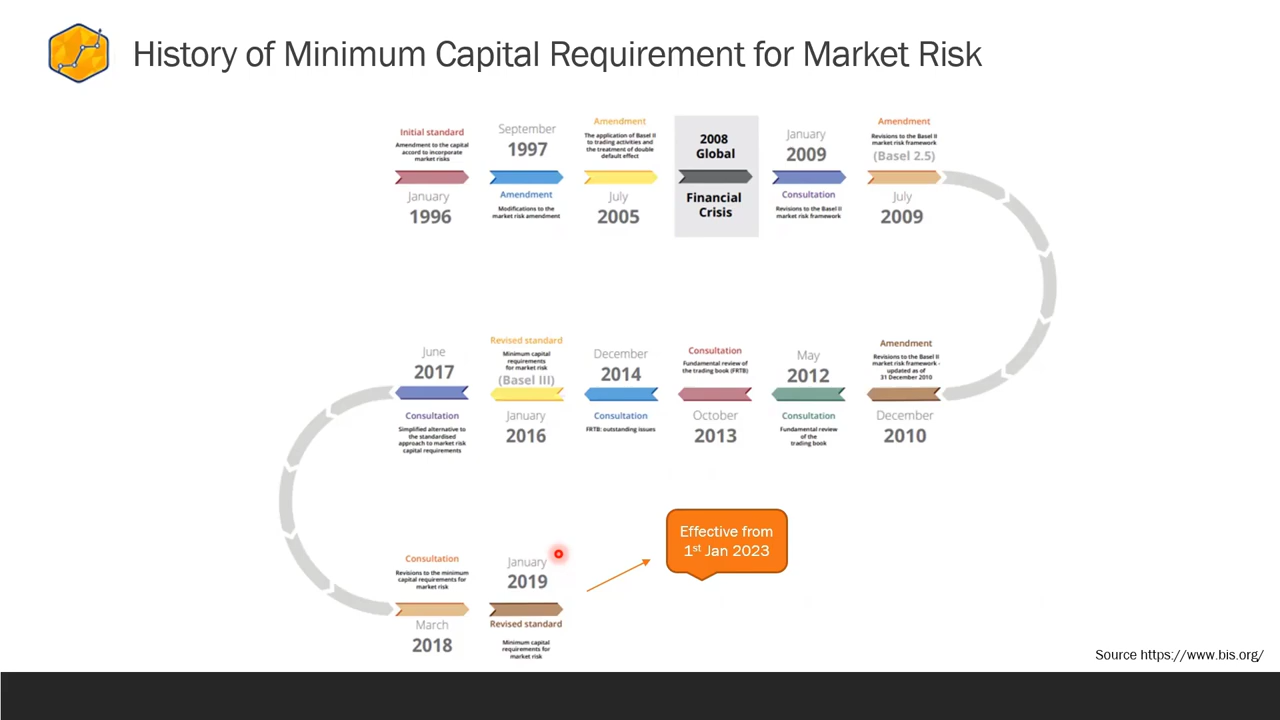 History of Minimum Capital Requirement for Market Risk
Initial standard
Amendment to the capital
accord to incorporate
market risks
January
1996
September
1997
Amendment
Modifications to the
market risk amendment
Amendment
The application of Basel II
to trading activities and
the treatment of double
default effect
July
2005
2008
Global
Financial
Crisis
January
2009
Consultation
Revisions to the Basel II
market risk framework
Amendment
Revisions to the Basel II
market risk framework
(Basel 2.5)
July
2009
Amendment
Revisions to the Basel II
market risk framework -
updated as of
31 December 2010
December
2010
May
2012
Consultation
Fundamental review
of the
trading book
Consultation
Fundamental review of
the trading book (FRTB)
October
2013
December
2014
Consultation
FRTB: outstanding issues
Revised standard
Minimum capital
requirements
for market risk
(Basel III)
January
2016
June
2017
Consultation
Simplified alternative to
the standardised
approach to market risk
capital requirements
Consultation
Revisions to the minimum
capital requirements for
market risk
March
2018
January
2019
Revised standard
Minimum capital
requirements for
market risk
Effective from
1st Jan 2023
Source https://www.bis.org/